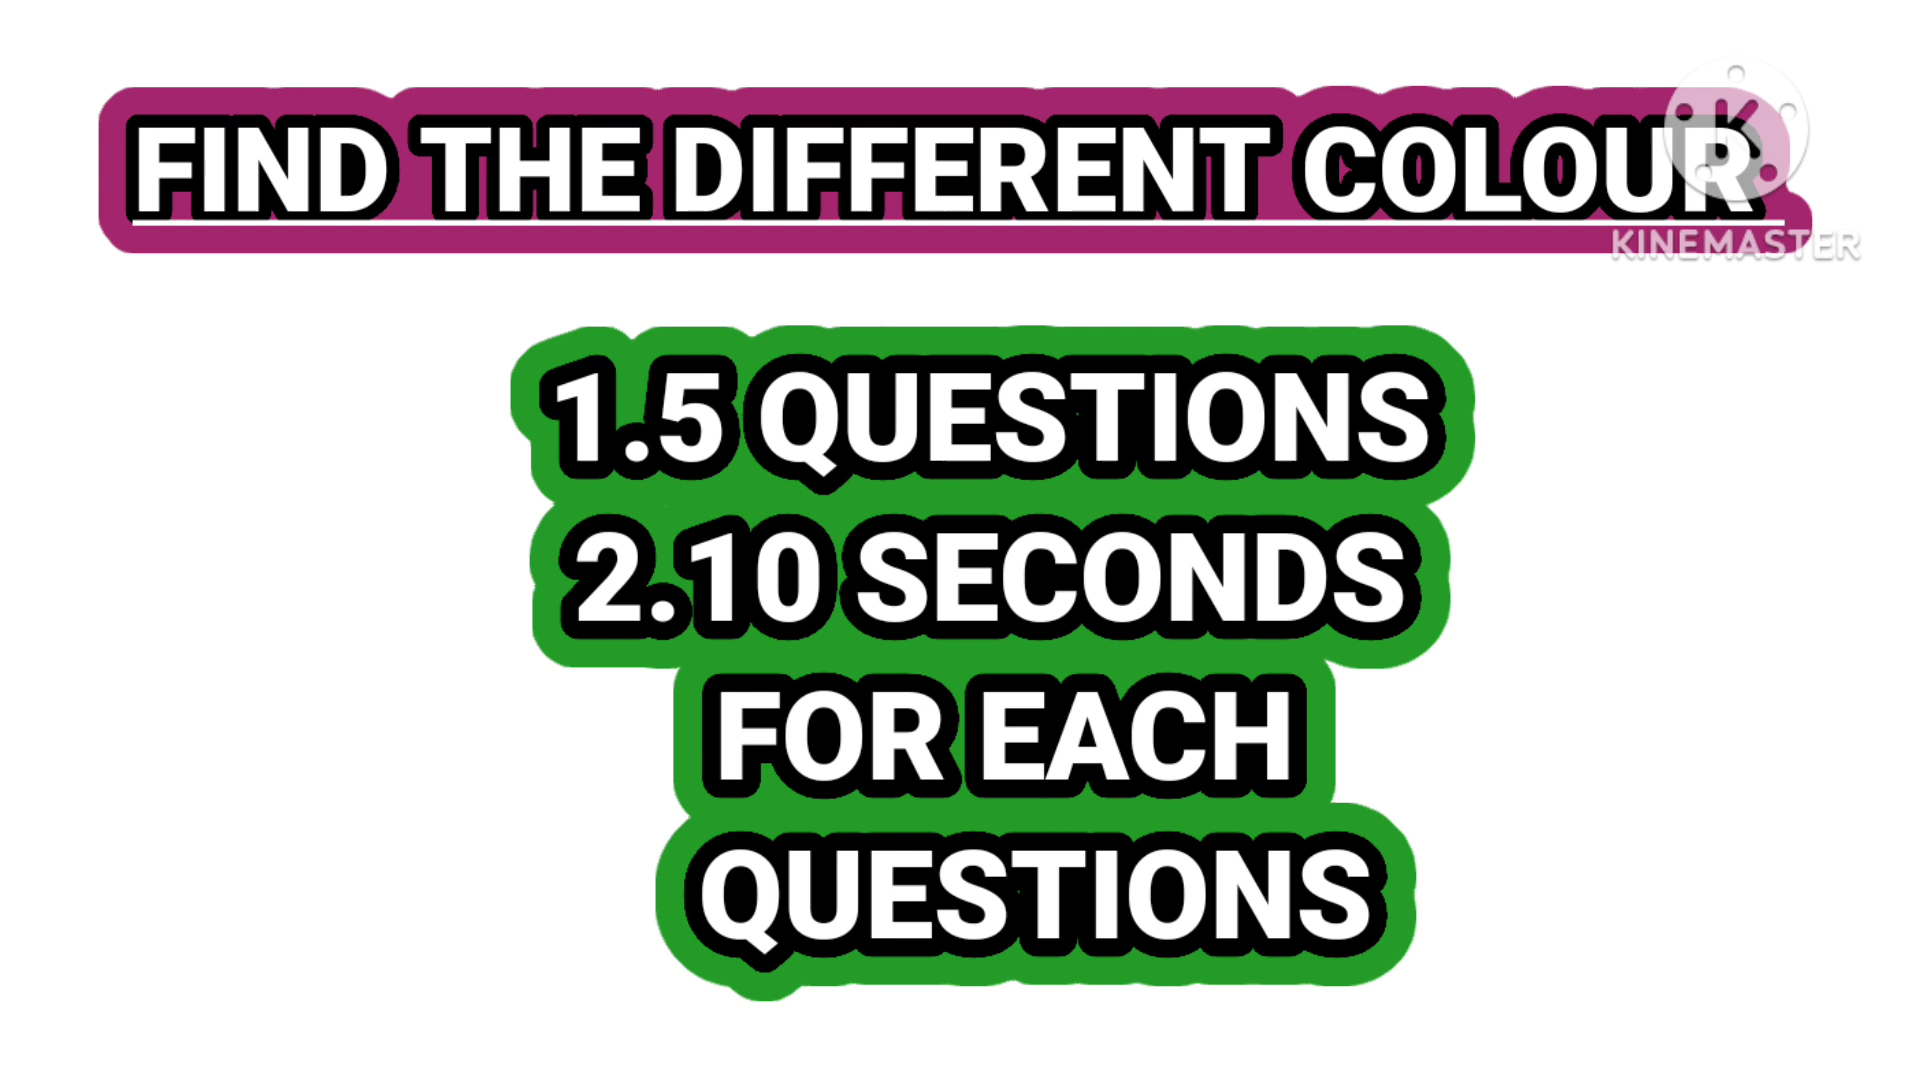 FIND THE DIFFERENT COLOUR
KINEMASTER
1.5 QUESTIONS
2.10 SECONDS
FOR EACH
QUESTIONS